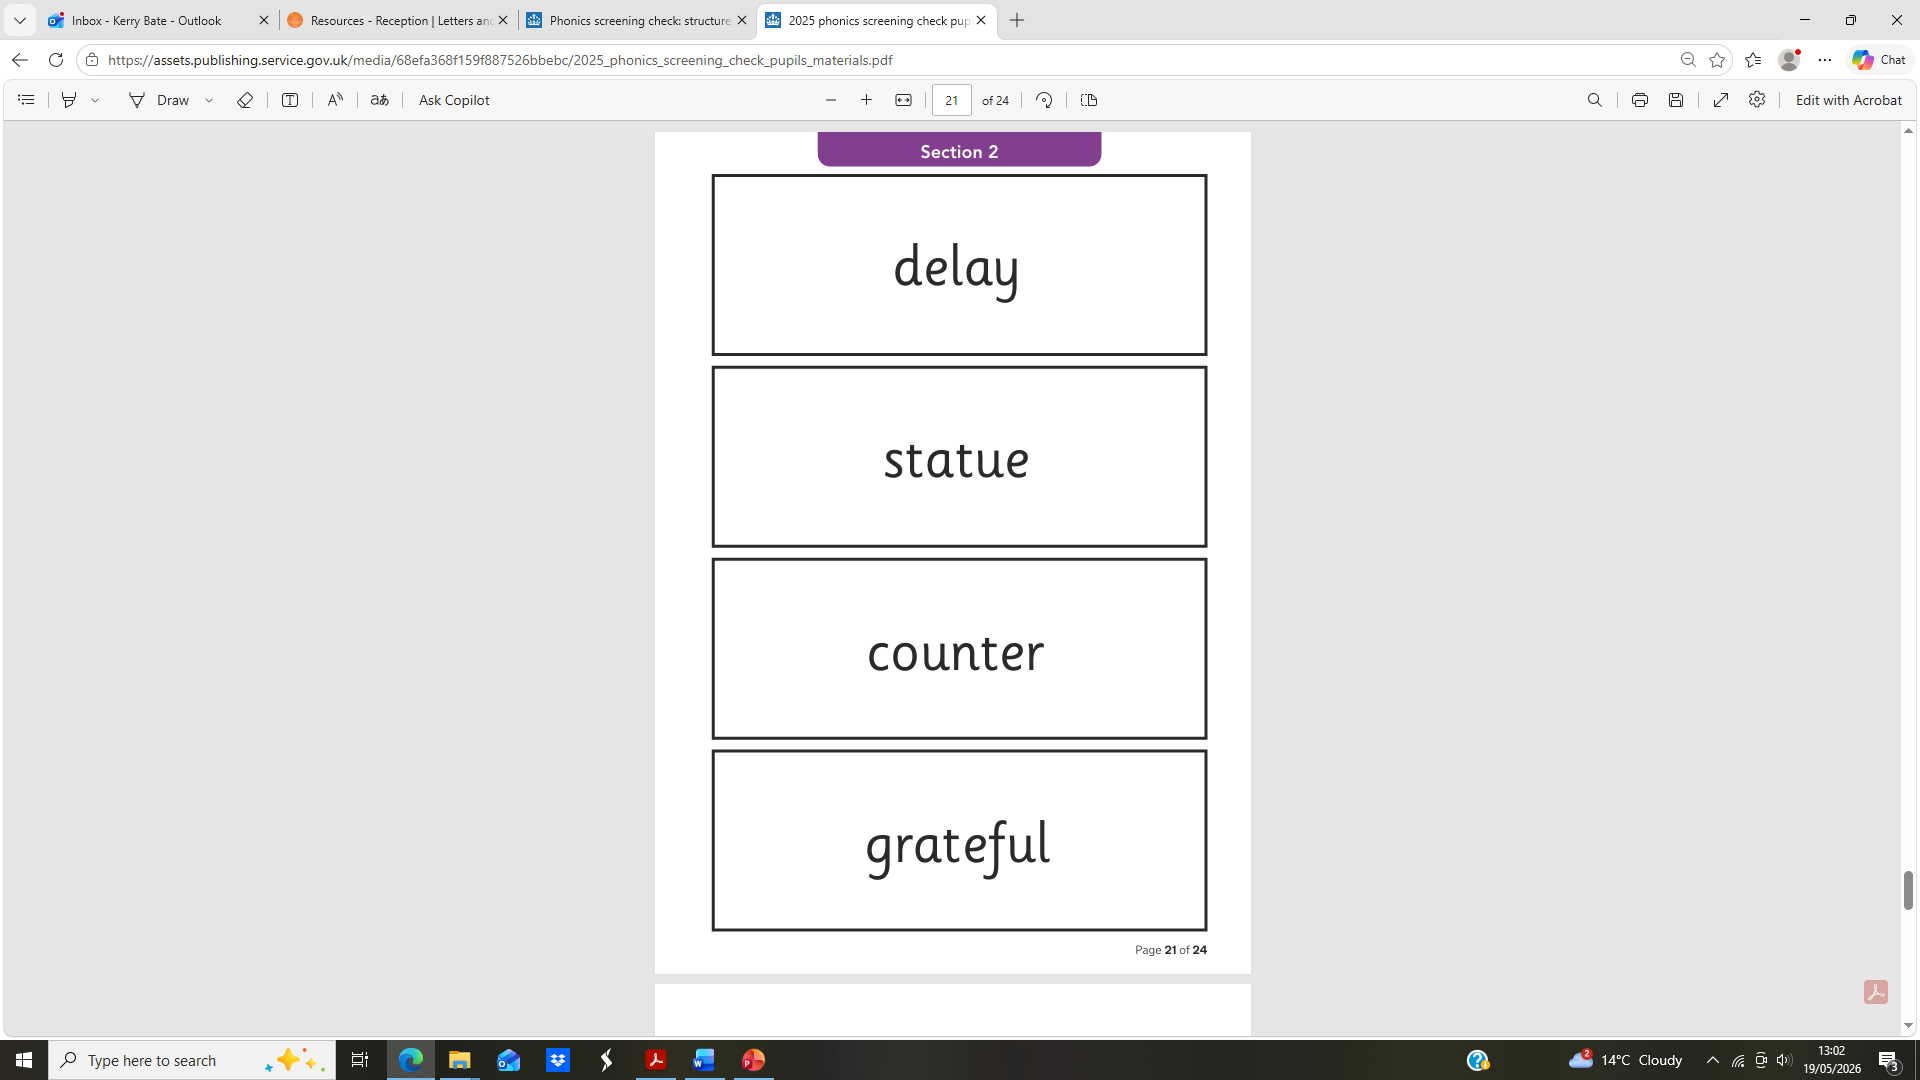 Inbox - Kerry Bate - Outlook
Resources - Reception | Letters an
Phonics screening check: structure
2025 phonics screening check pup
https://assets.publishing.service.gov.uk/media/68efa368f159f887526bbebc/2025_phonics_screening_check_pupils_materials.pdf
Chat
Draw
Ask Copilot
21 of 24
Edit with Acrobat
Section 2
delay
statue
counter
grateful
Page 21 of 24
Type here to search
2
14°C Cloudy
13:02
19/05/2026
3